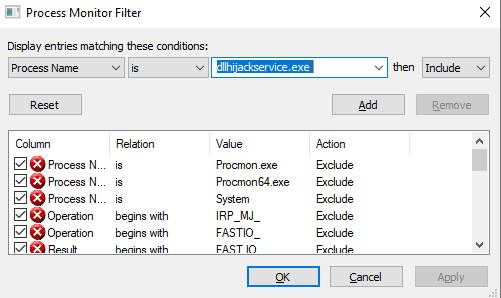 Process Monitor Filter
Display entries matching these conditions:
Process Name is dllhijackservice.exe then Include
Reset Add Remove
Column Relation Value Action
Process N... is Procmon.exe Exclude
Process N... is Procmon64.exe Exclude
Process N... is System Exclude
Operation begins with IRP_MJ_ Exclude
Operation begins with FASTIO_ Exclude
Result begins with FAST IO Exclude
OK Cancel Apply